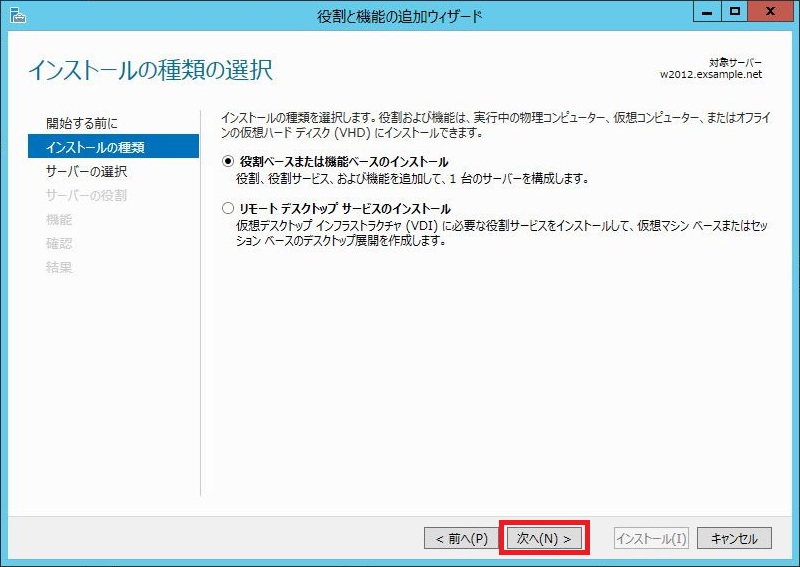 役割と機能の追加ウィザード
インストールの種類の選択
対象サーバー
w2012.exsample.net
開始する前に
インストールの種類
サーバーの選択
サーバーの役割
機能
確認
結果
インストールの種類を選択します。役割および機能は、実行中の物理コンピューター、仮想コンピューター、またはオフライ
ンの仮想ハード ディスク (VHD) にインストールできます。
役割ベースまたは機能ベースのインストール
役割、役割サービス、および機能を追加して、1 台のサーバーを構成します。
リモート デスクトップ サービスのインストール
仮想デスクトップ インフラストラクチャ (VDI) に必要な役割サービスをインストールして、仮想マシン ベースまたはセッ
ション ベースのデスクトップ展開を作成します。
< 前へ(P)
次へ(N) >
インストール(I)
キャンセル